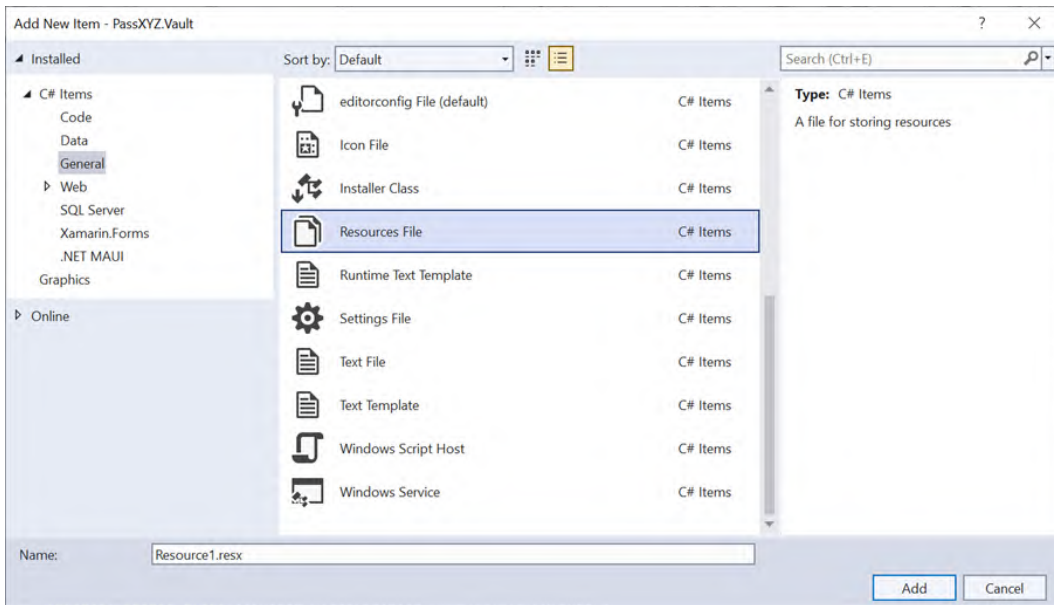 Add New Item - PassXYZ.Vault
? ×
Installed
Sort by: Default
Search (Ctrl+E)
C# Items
Code
Data
General
Web
SQL Server
Xamarin.Forms
.NET MAUI
Graphics
Online
editorconfig File (default) C# Items
Icon File C# Items
Installer Class C# Items
Resources File C# Items
Runtime Text Template C# Items
Settings File C# Items
Text File C# Items
Text Template C# Items
Windows Script Host C# Items
Windows Service C# Items
Type: C# Items
A file for storing resources
Name: Resource1.resx
Add Cancel